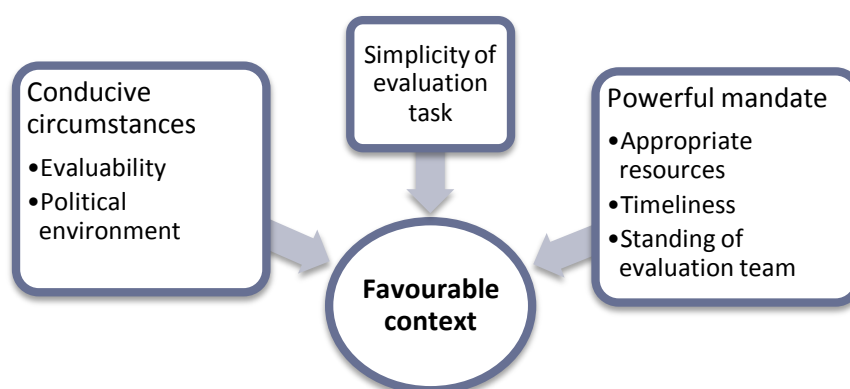 Conducive
circumstances
•Evaluability
•Political
environment
Simplicity of
evaluation
task
Powerful mandate
•Appropriate
resources
•Timeliness
•Standing of
evaluation team
Favourable
context